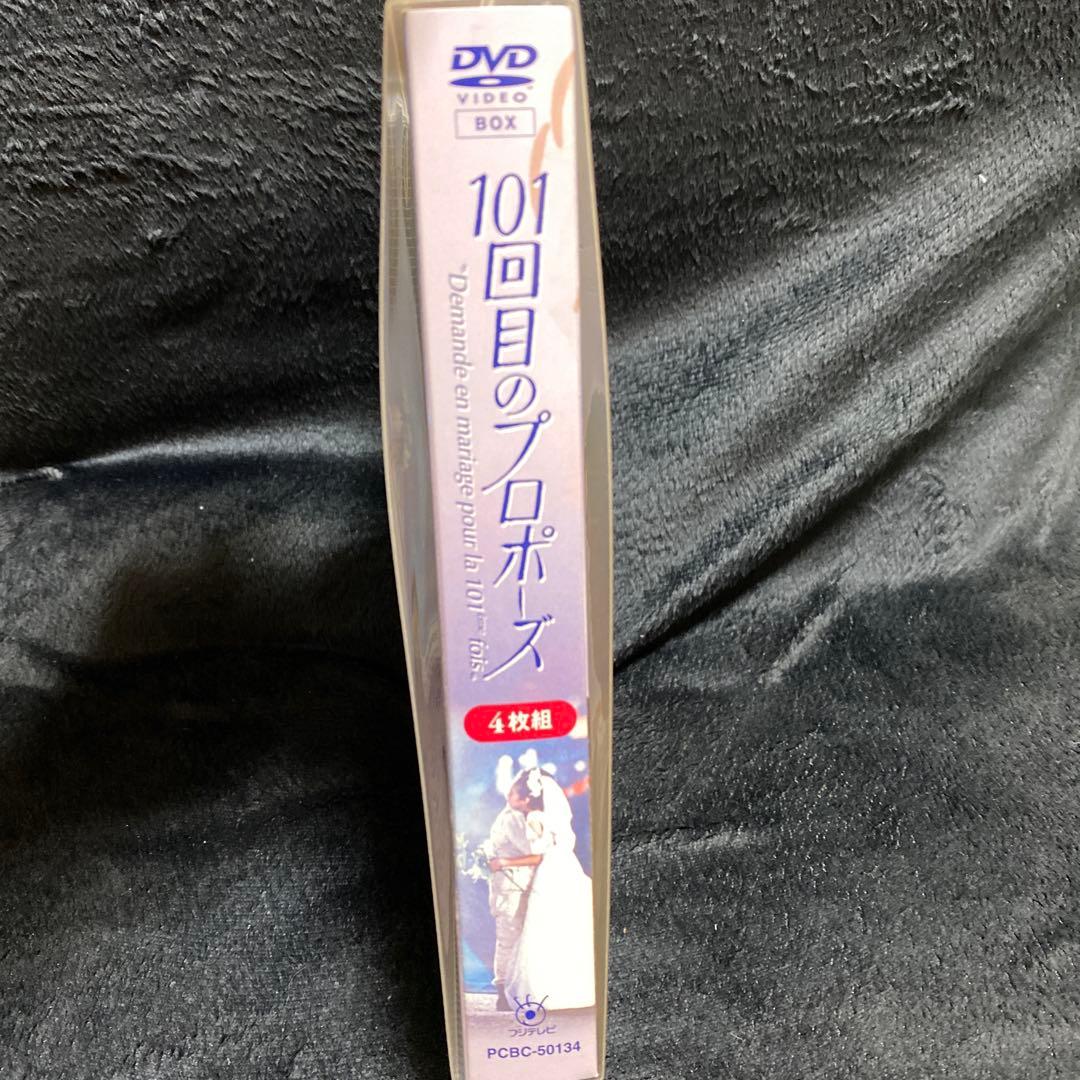 DVD
VIDEO™
BOX
101回目のプロポーズ
"Demande en mariage pour la 101ème fois"
4枚組
フジテレビ
PCBC-50134